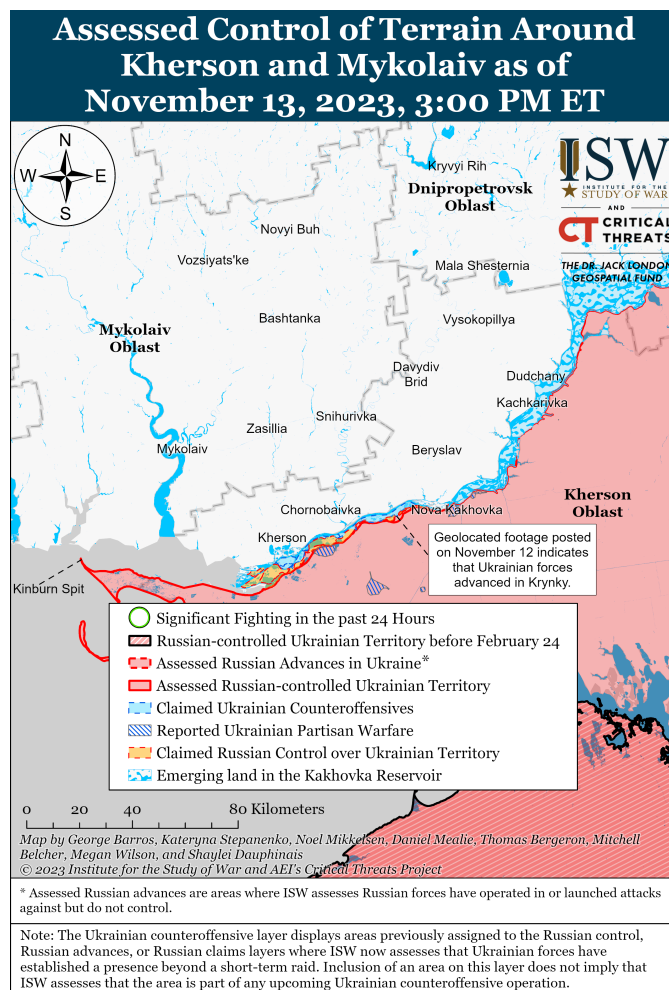 Assessed Control of Terrain Around
Kherson and Mykolaiv as of
November 13, 2023, 3:00 PM ET
N
W E
S
ISW
INSTITUTE FOR THE
STUDY OF WAR
AND
CT CRITICAL
THREATS
THE DR. JACK LONDON
GEOSPATIAL FUND
Kryvyi Rih
Dnipropetrovsk
Oblast
Novyi Buh
Vozsiyats'ke
Mala Shesternia
Bashtanka
Vysokopillya
Mykolaiv
Oblast
Davydiv
Brid
Dudchany
Kachkarivka
Snihurivka
Zasillia
Mykolaiv
Beryslav
Kherson
Oblast
Chornobaivka
Nova Kakhovka
Kherson
Geolocated footage posted
on November 12 indicates
that Ukrainian forces
advanced in Krynky.
Kinburn Spit
Significant Fighting in the past 24 Hours
Russian-controlled Ukrainian Territory before February 24
Assessed Russian Advances in Ukraine*
Assessed Russian-controlled Ukrainian Territory
Claimed Ukrainian Counteroffensives
Reported Ukrainian Partisan Warfare
Claimed Russian Control over Ukrainian Territory
Emerging land in the Kakhovka Reservoir
0 20 40 80 Kilometers
Map by George Barros, Kateryna Stepanenko, Noel Mikkelsen, Daniel Mealie, Thomas Bergeron, Mitchell
Belcher, Megan Wilson, and Shaylei Dauphinais
© 2023 Institute for the Study of War and AEI's Critical Threats Project
* Assessed Russian advances are areas where ISW assesses Russian forces have operated in or launched attacks
against but do not control.
Note: The Ukrainian counteroffensive layer displays areas previously assigned to the Russian control,
Russian advances, or Russian claims layers where ISW now assesses that Ukrainian forces have
established a presence beyond a short-term raid. Inclusion of an area on this layer does not imply that
ISW assesses that the area is part of any upcoming Ukrainian counteroffensive operation.